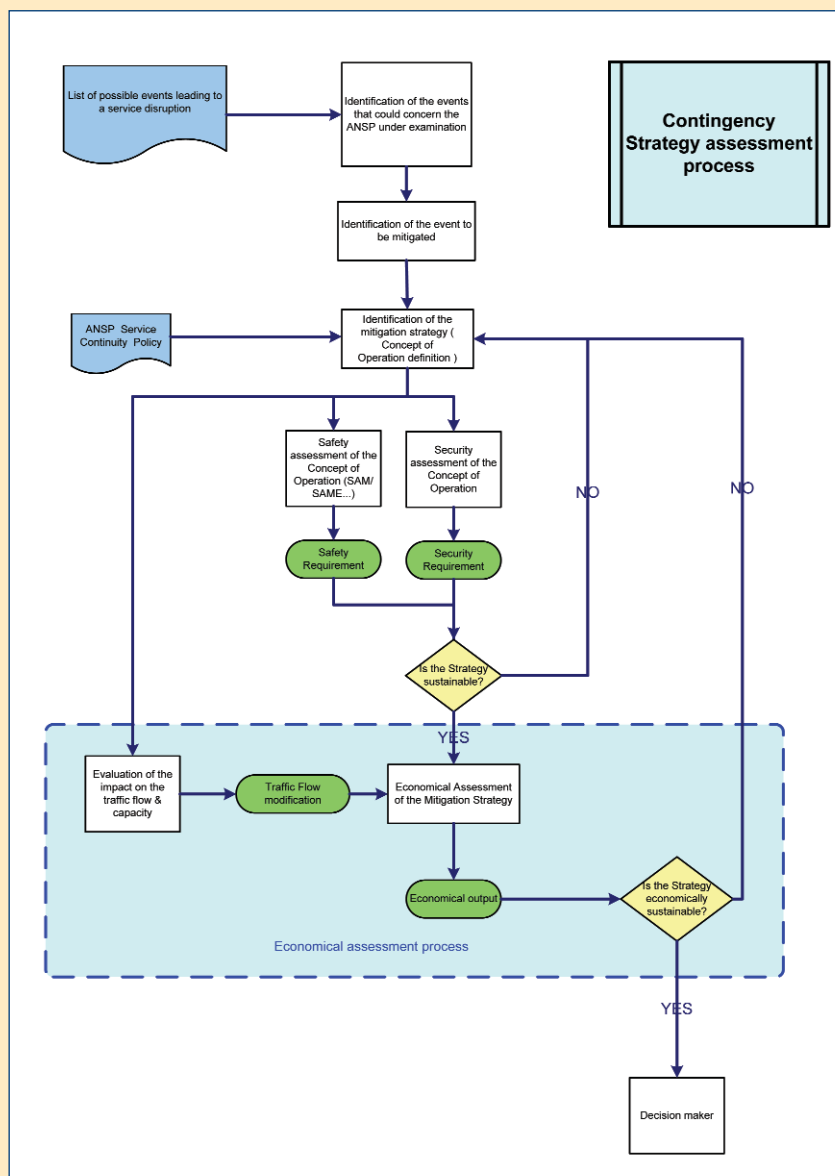 List of possible events leading to
a service disruption
Identification of the events
that could concern the
ANSP under examination
Contingency
Strategy assessment
process
Identification of the event to
be mitigated
ANSP Service
Continuity Policy
Identification of the
mitigation strategy (
Concept of
Operation definition )
Safety
assessment of the
Concept of
Operation (SAM/
SAME...)
Security
assessment of the
Concept of
Operation
NO
NO
Safety
Requirement
Security
Requirement
Is the Strategy
sustainable?
YES
Evaluation of the
impact on the
traffic flow &
capacity
Traffic Flow
modification
Economical Assessment
of the Mitigation Strategy
Economical output
Is the Strategy
economically
sustainable?
Economical assessment process
YES
Decision maker